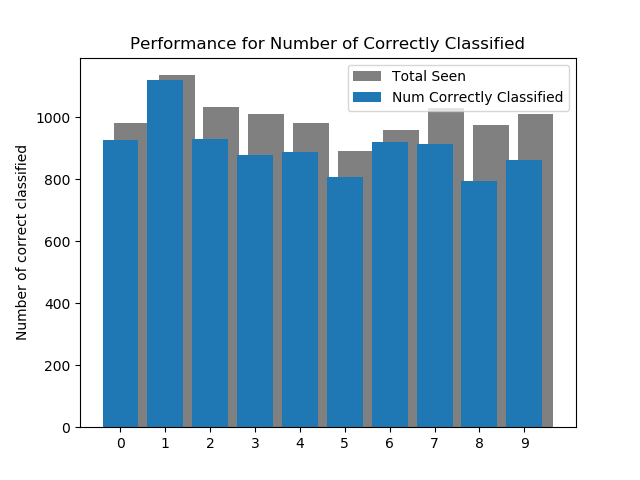 Performance for Number of Correctly Classified
Total Seen
Num Correctly Classified
Number of correct classified
1000
800
600
400
200
0
0 1 2 3 4 5 6 7 8 9